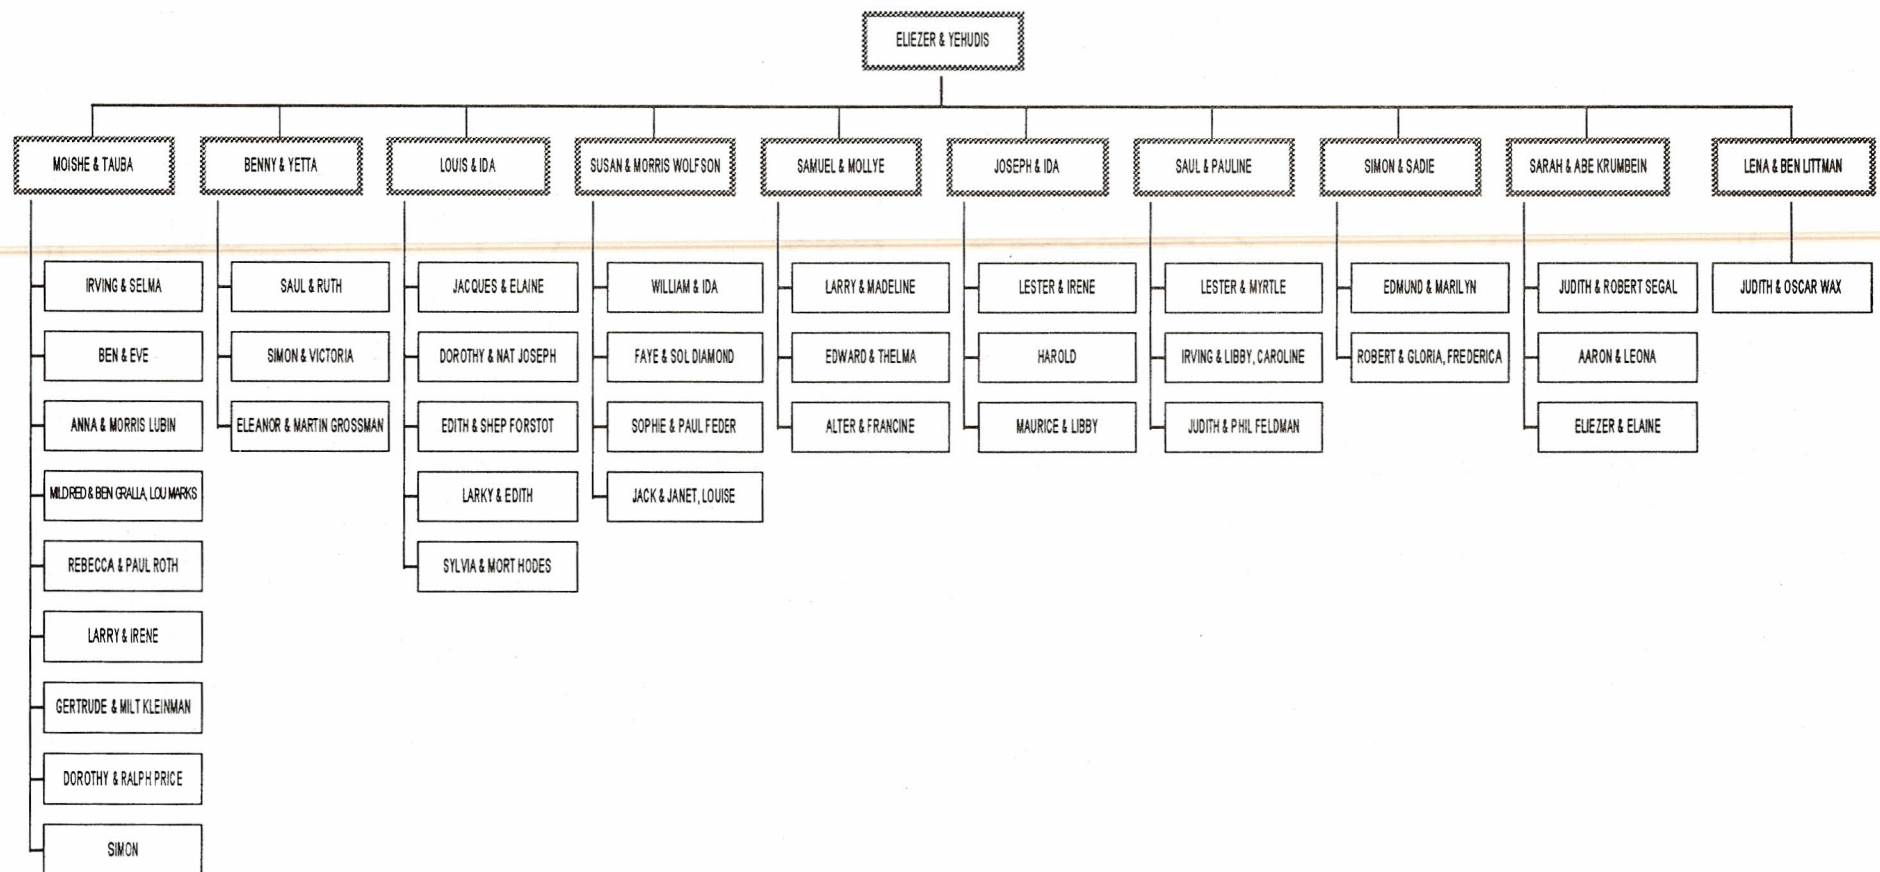 ELIEZER & YEHUDIS
MOISHE & TAUBA
BENNY & YETTA
LOUIS & IDA
SUSAN & MORRIS WOLFSON
SAMUEL & MOLLYE
JOSEPH & IDA
SAUL & PAULINE
SIMON & SADIE
SARAH & ABE KRUMBEIN
LENA & BEN LITTMAN
IRVING & SELMA
BEN & EVE
ANNA & MORRIS LUBIN
MILDRED & BEN GRALLA, LOU MARKS
REBECCA & PAUL ROTH
LARRY & IRENE
GERTRUDE & MILT KLEINMAN
DOROTHY & RALPH PRICE
SIMON
SAUL & RUTH
SIMON & VICTORIA
ELEANOR & MARTIN GROSSMAN
JACQUES & ELAINE
DOROTHY & NAT JOSEPH
EDITH & SHEP FORSTOT
LARKY & EDITH
SYLVIA & MORT HODES
WILLIAM & IDA
FAYE & SOL DIAMOND
SOPHIE & PAUL FEDER
JACK & JANET, LOUISE
LARRY & MADELINE
EDWARD & THELMA
ALTER & FRANCINE
LESTER & IRENE
HAROLD
MAURICE & LIBBY
LESTER & MYRTLE
IRVING & LIBBY, CAROLINE
JUDITH & PHIL FELDMAN
EDMUND & MARILYN
ROBERT & GLORIA, FREDERICA
JUDITH & ROBERT SEGAL
AARON & LEONA
ELIEZER & ELAINE
JUDITH & OSCAR WAX